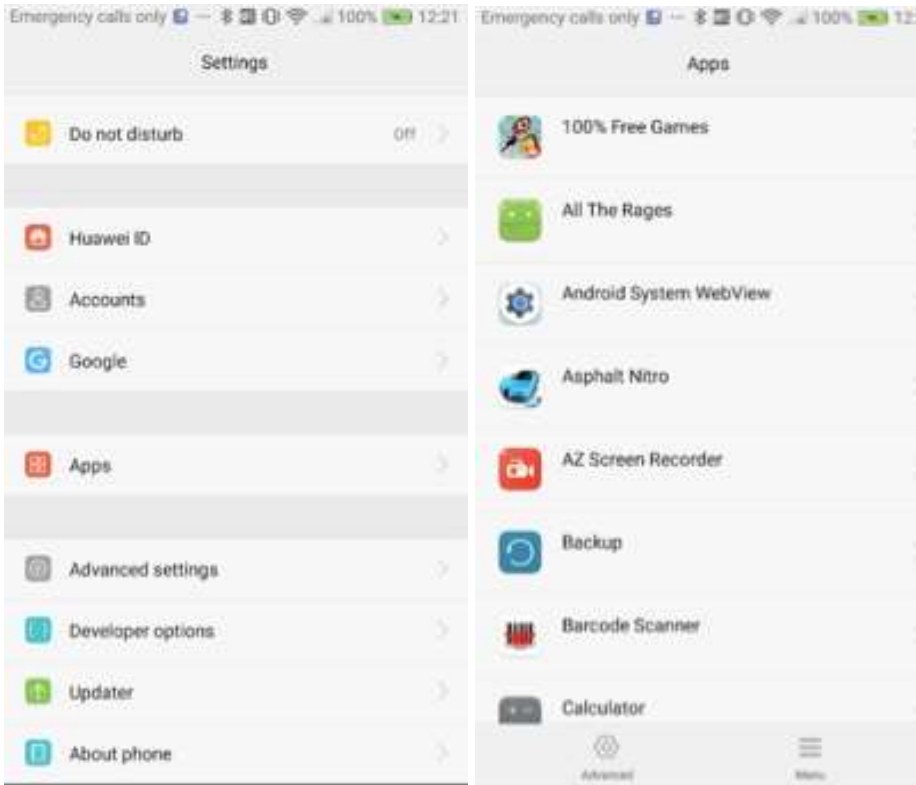 Emergency calls only 100% 12:21
Settings
Do not disturb Off
Huawei ID
Accounts
Google
Apps
Advanced settings
Developer options
Updater
About phone
Emergency calls only 100% 12:
Apps
100% Free Games
All The Rages
Android System WebView
Asphalt Nitro
AZ Screen Recorder
Backup
Barcode Scanner
Calculator
Advanced Menu